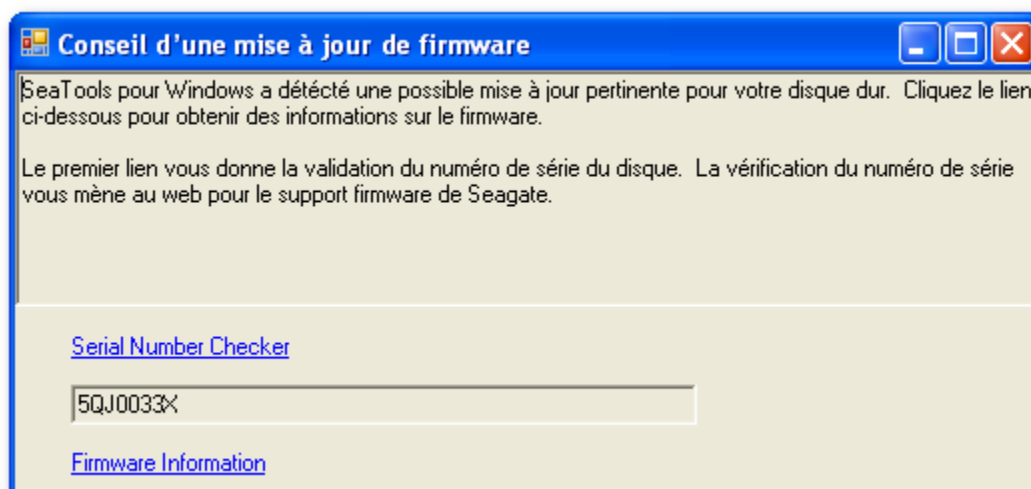 Conseil d'une mise à jour de firmware
SeaTools pour Windows a détécté une possible mise à jour pertinente pour votre disque dur.  Cliquez le lien
ci-dessous pour obtenir des informations sur le firmware.
Le premier lien vous donne la validation du numéro de série du disque.  La vérification du numéro de série
vous mène au web pour le support firmware de Seagate.
Serial Number Checker
5QJ0033X
Firmware Information